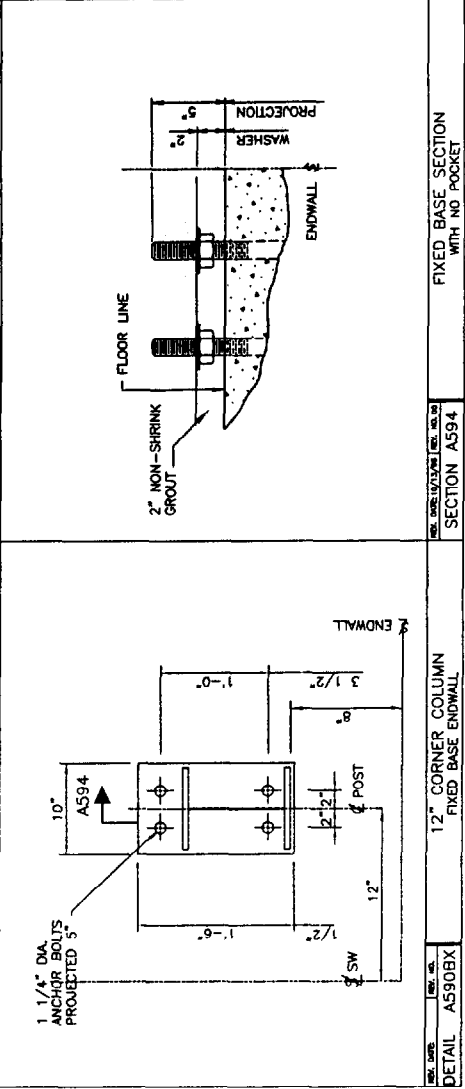 1 1/4" DIA.
ANCHOR BOLTS
PROJECTED 5"
10"
A594
1'-6"
1/2"
1'-0"
3 1/2"
8"
2" 2"
℄ POST
12"
℄ SW
ENDWALL
REV. DATE: REV. NO.
DETAIL A590BX
12" CORNER COLUMN
FIXED BASE ENDWALL
2" NON-SHRINK
GROUT
FLOOR LINE
ENDWALL
5"
PROJECTION
2"
WASHER
REV. NO. 00
SECTION A594
FIXED BASE SECTION
WITH NO POCKET